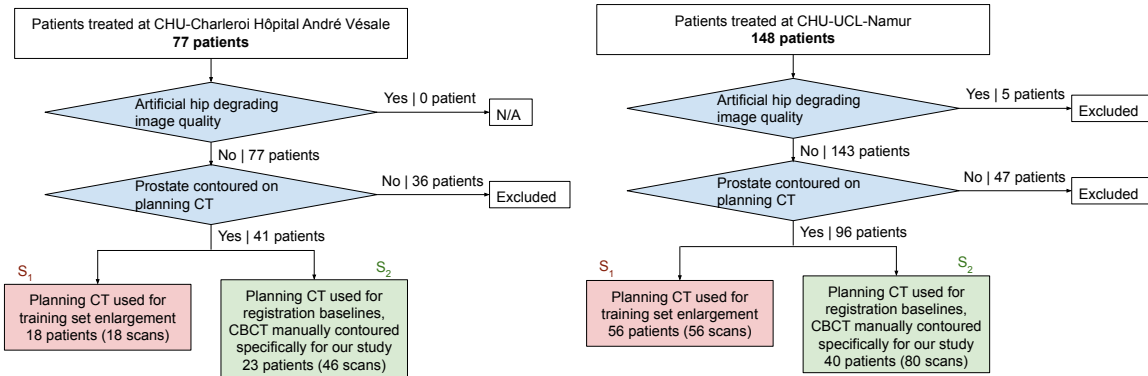 Patients treated at CHU-Charleroi Hôpital André Vésale
77 patients
Artificial hip degrading
image quality
Yes | 0 patient
N/A
No | 77 patients
Prostate contoured on
planning CT
No | 36 patients
Excluded
Yes | 41 patients
S1
Planning CT used for
training set enlargement
18 patients (18 scans)
S2
Planning CT used for
registration baselines,
CBCT manually contoured
specifically for our study
23 patients (46 scans)
Patients treated at CHU-UCL-Namur
148 patients
Artificial hip degrading
image quality
Yes | 5 patients
Excluded
No | 143 patients
Prostate contoured on
planning CT
No | 47 patients
Excluded
Yes | 96 patients
S1
Planning CT used for
training set enlargement
56 patients (56 scans)
S2
Planning CT used for
registration baselines,
CBCT manually contoured
specifically for our study
40 patients (80 scans)